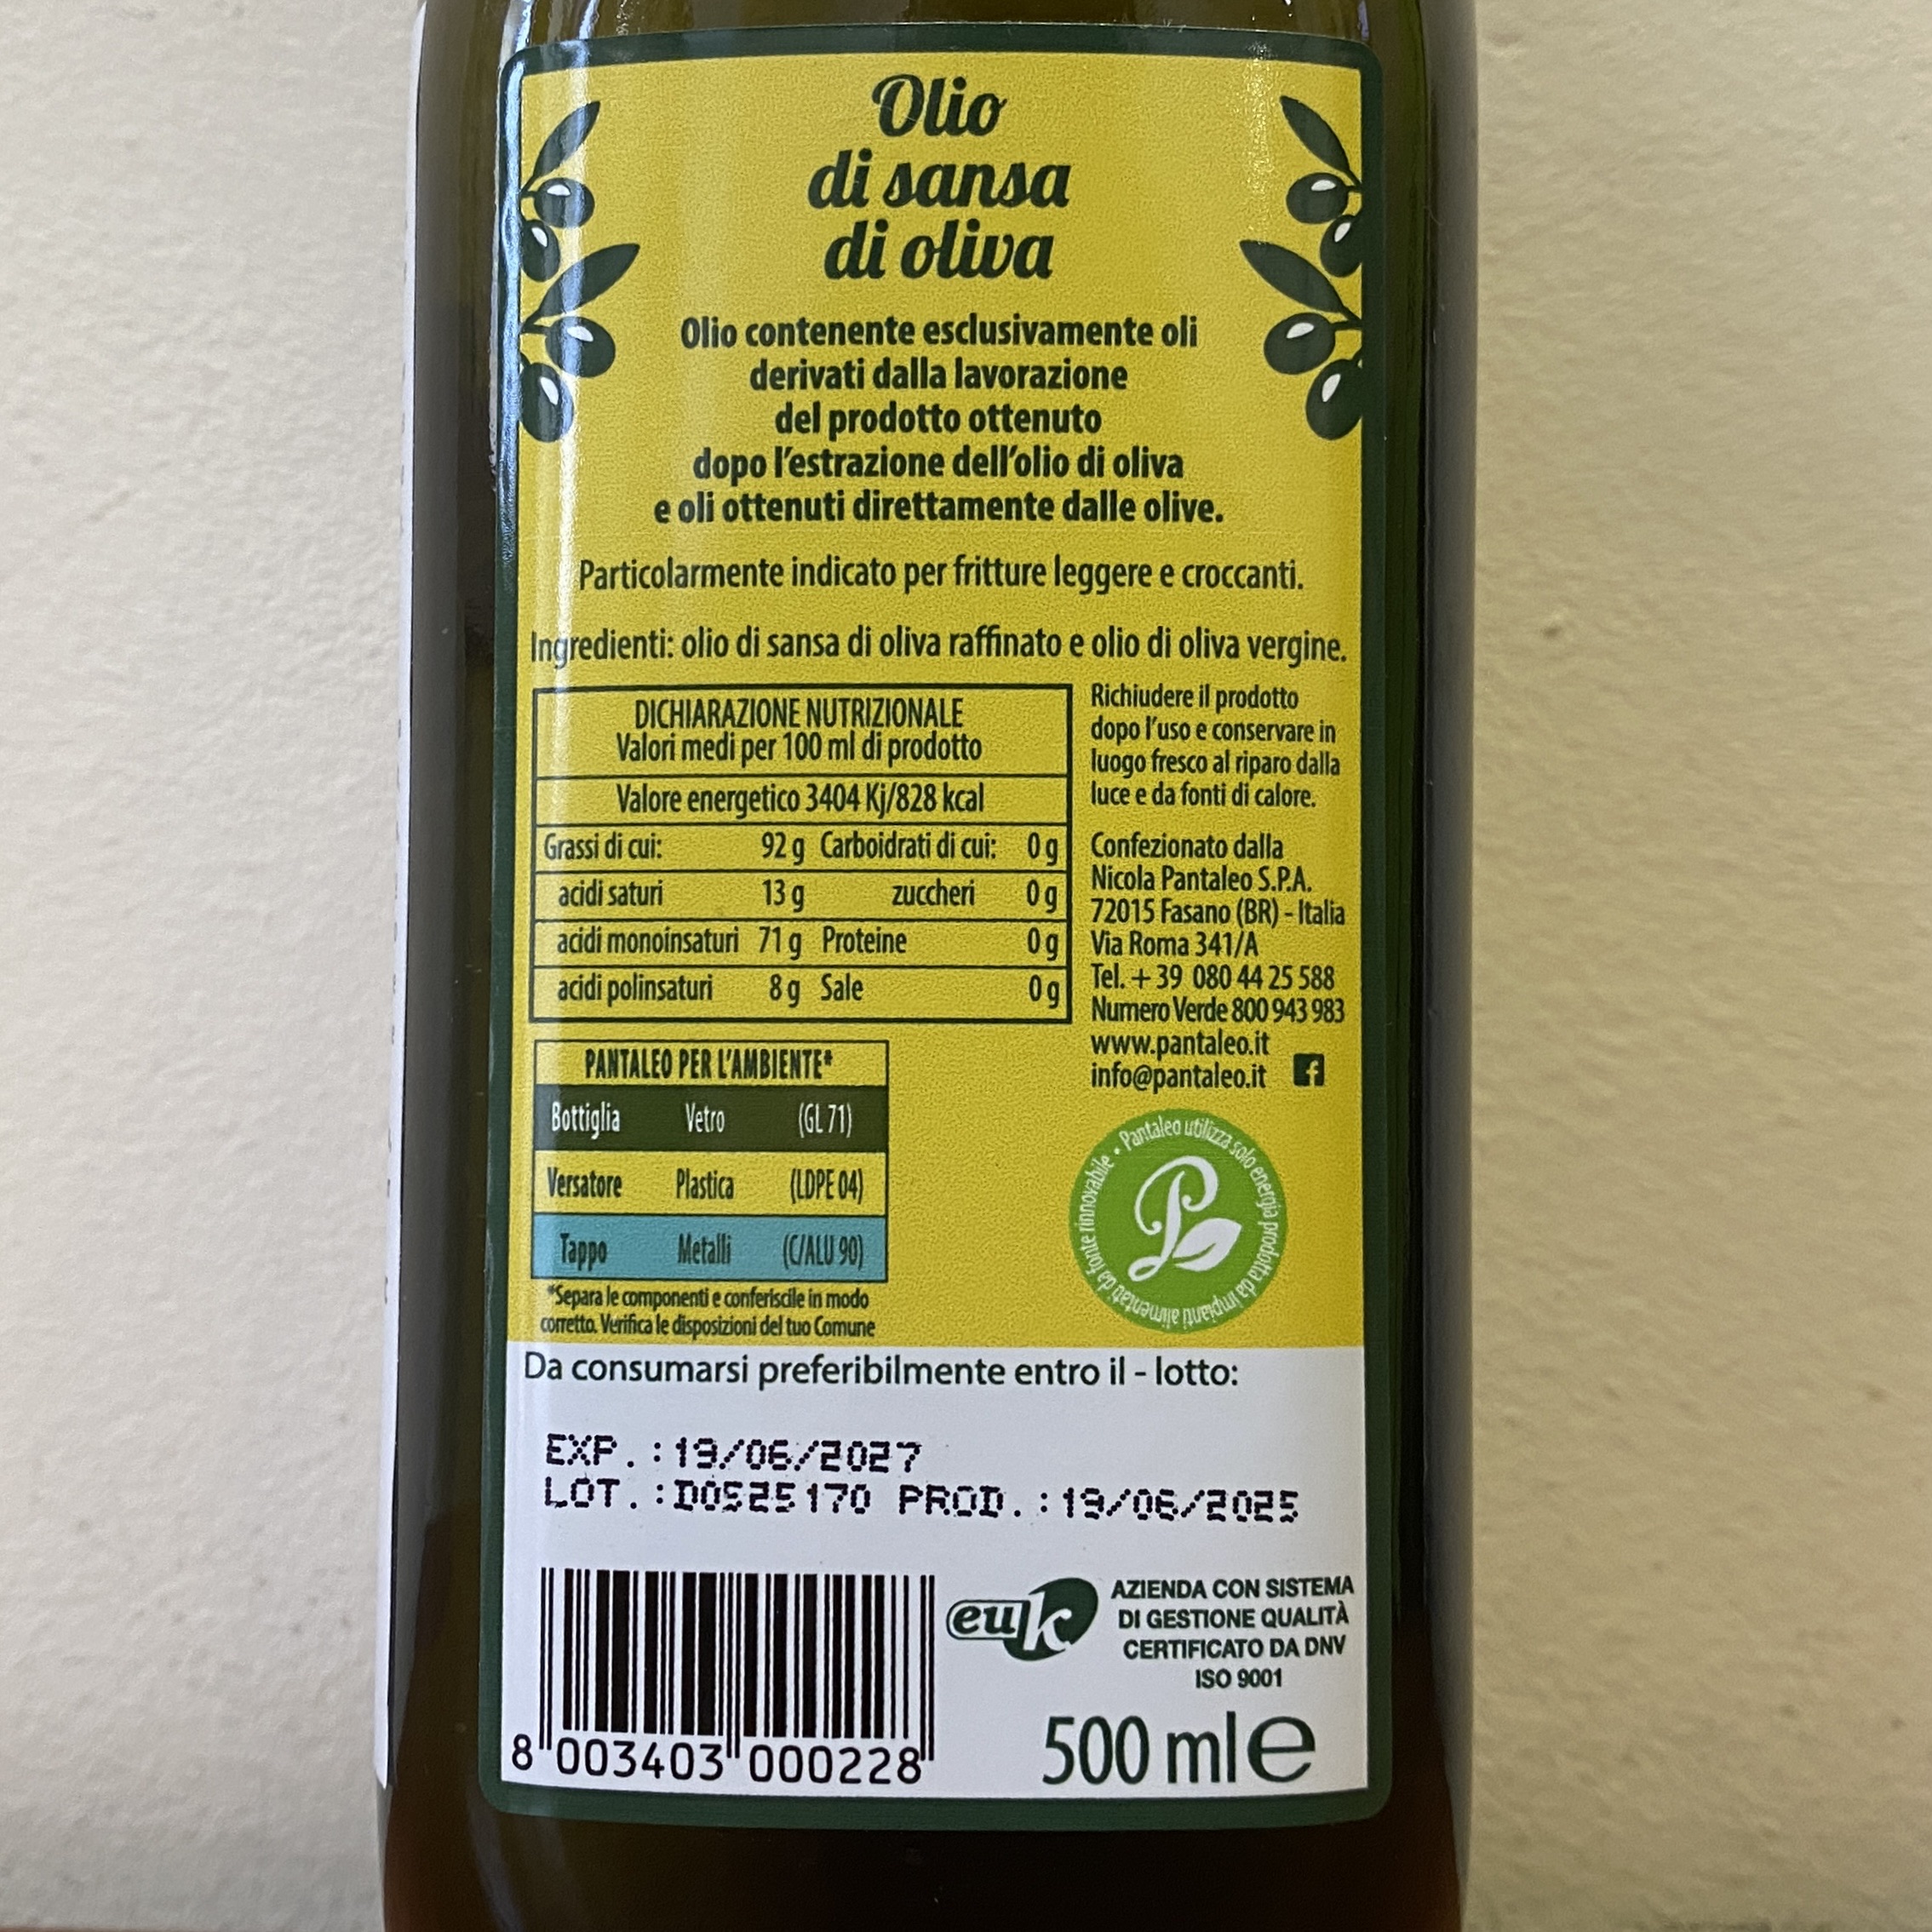 Olio
di sansa
di oliva
Olio contenente esclusivamente oli
derivati dalla lavorazione
del prodotto ottenuto
dopo l'estrazione dell'olio di oliva
e oli ottenuti direttamente dalle olive.
Particolarmente indicato per fritture leggere e croccanti.
Ingredienti: olio di sansa di oliva raffinato e olio di oliva vergine.
DICHIARAZIONE NUTRIZIONALE
Valori medi per 100 ml di prodotto
Valore energetico 3404 Kj/828 kcal
Grassi di cui: 92 g Carboidrati di cui: 0 g
acidi saturi 13 g zuccheri 0 g
acidi monoinsaturi 71 g Proteine 0 g
acidi polinsaturi 8 g Sale 0 g
Richiudere il prodotto
dopo l'uso e conservare in
luogo fresco al riparo dalla
luce e da fonti di calore.
Confezionato dalla
Nicola Pantaleo S.P.A.
72015 Fasano (BR) - Italia
Via Roma 341/A
Tel. + 39 080 44 25 588
Numero Verde 800 943 983
www.pantaleo.it
info@pantaleo.it f
PANTALEO PER L'AMBIENTE*
Bottiglia Vetro (GL 71)
Versatore Plastica (LDPE 04)
Tappo Metalli (C/ALU 90)
*Separa le componenti e conferiscile in modo
corretto. Verifica le disposizioni del tuo Comune
• Pantaleo utilizza solo energia prodotta da impianti alimentati da fonte rinnovabile
P
Da consumarsi preferibilmente entro il - lotto:
EXP.:19/06/2027
LOT.:D0525170 PROD.:19/06/2025
euk
AZIENDA CON SISTEMA
DI GESTIONE QUALITÀ
CERTIFICATO DA DNV
ISO 9001
8 003403 000228
500 ml e